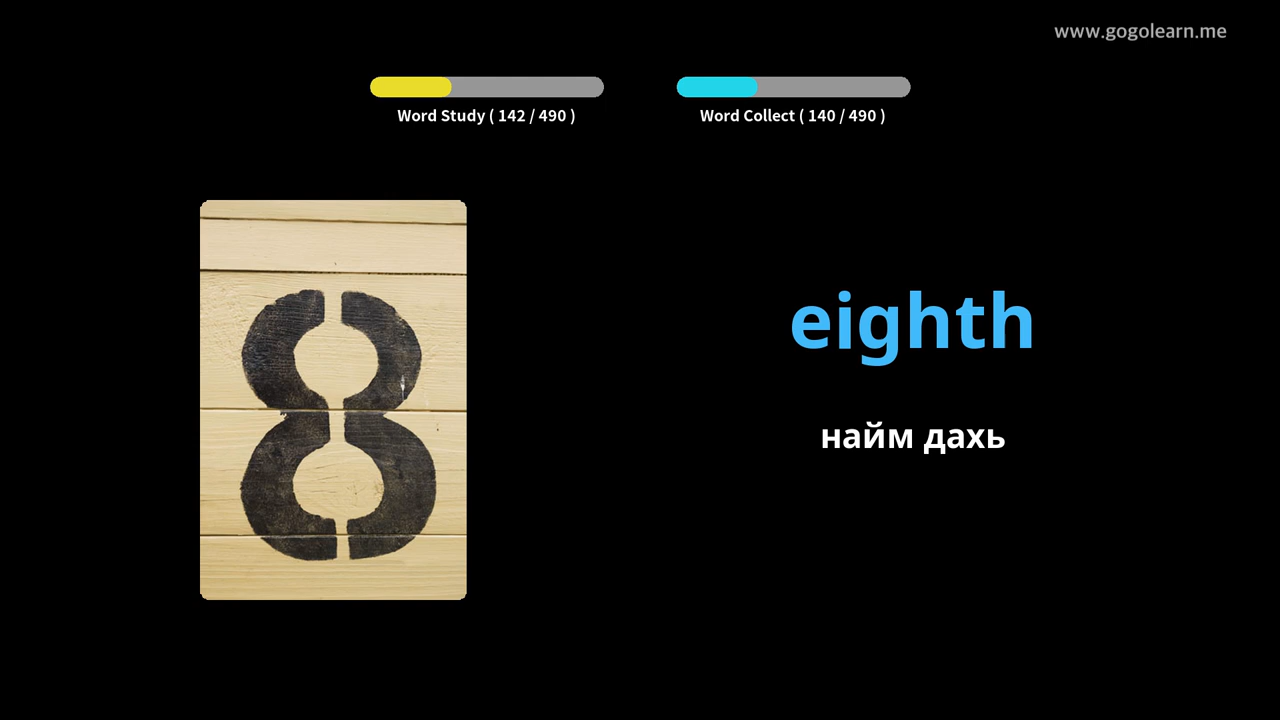 www.gogolearn.me
Word Study ( 142 / 490 )
Word Collect ( 140 / 490 )
8
eighth
найм дахь